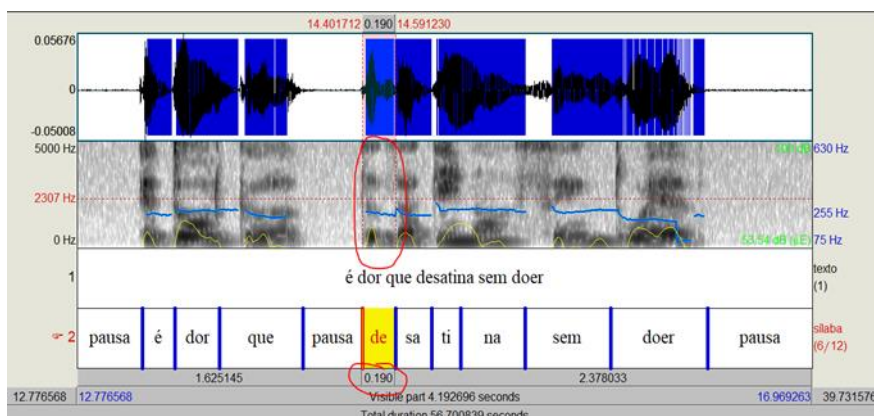 14.401712 0.190 14.591230
0.05676
0
-0.05008
5000 Hz 630 Hz
2307 Hz 255 Hz
0 Hz 75 Hz
1 é dor que desatina sem doer texto (1)
2 pausa é dor que pausa de sa ti na sem doer pausa sílaba (6/12)
1.625145 0.190 2.378033
12.776568 12.776568 Visible part 4.192696 seconds 16.969263 39.731576
Total duration 56.700839 seconds